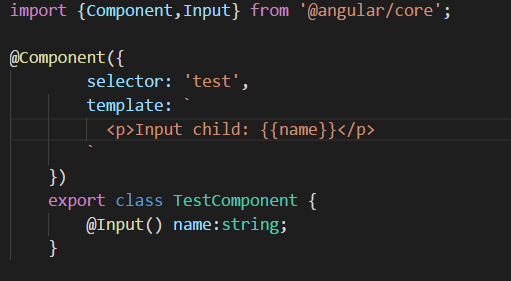 import {Component,Input} from '@angular/core';
@Component({
selector: 'test',
template: `
<p>Input child: {{name}}</p>
`
})
export class TestComponent {
@Input() name:string;
}